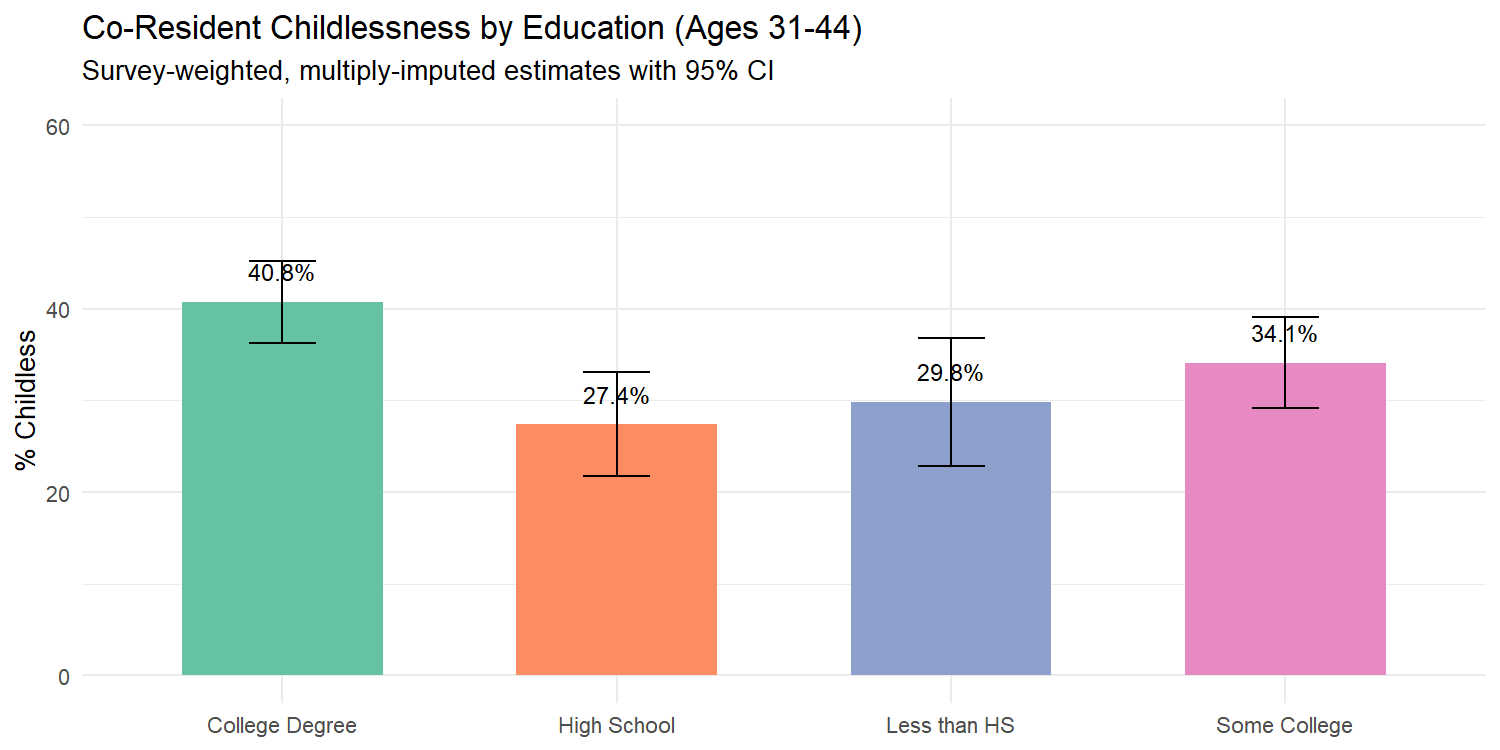 Co-Resident Childlessness by Education (Ages 31-44)
Survey-weighted, multiply-imputed estimates with 95% CI
% Childless
60
40
20
0
40.8%
27.4%
29.8%
34.1%
College Degree
High School
Less than HS
Some College